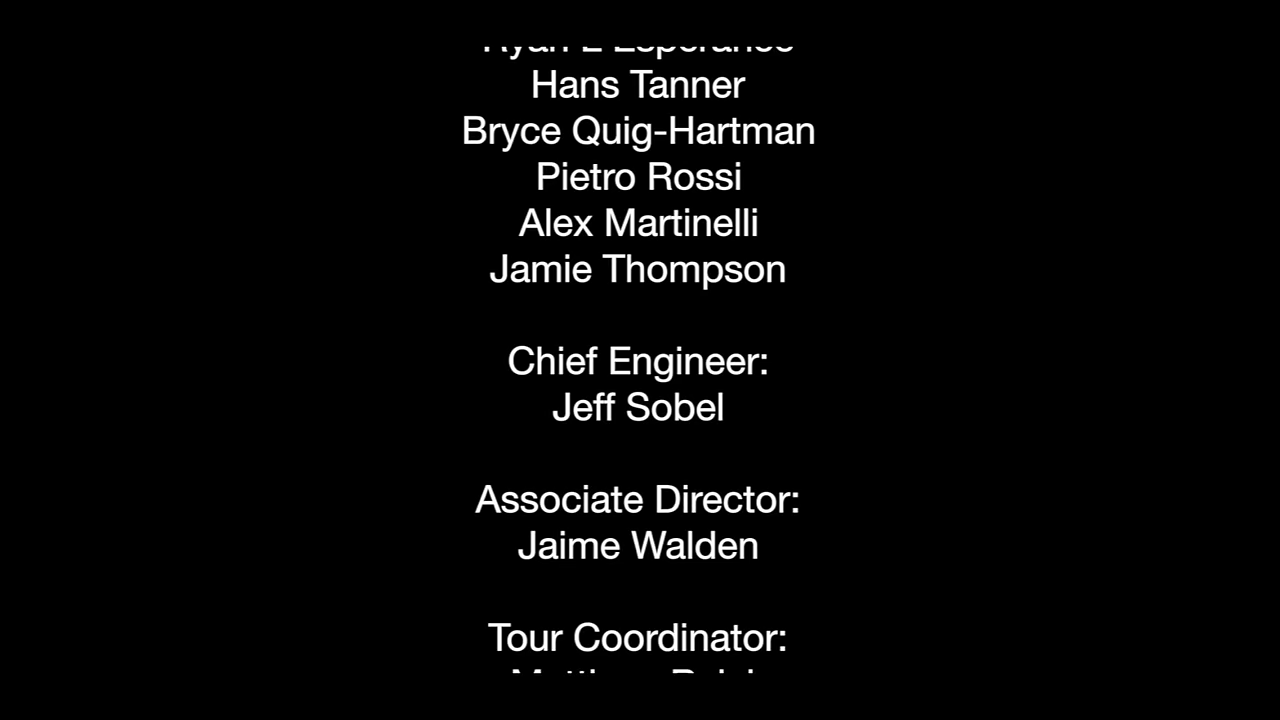 Hans Tanner
Bryce Quig-Hartman
Pietro Rossi
Alex Martinelli
Jamie Thompson
Chief Engineer:
Jeff Sobel
Associate Director:
Jaime Walden
Tour Coordinator: